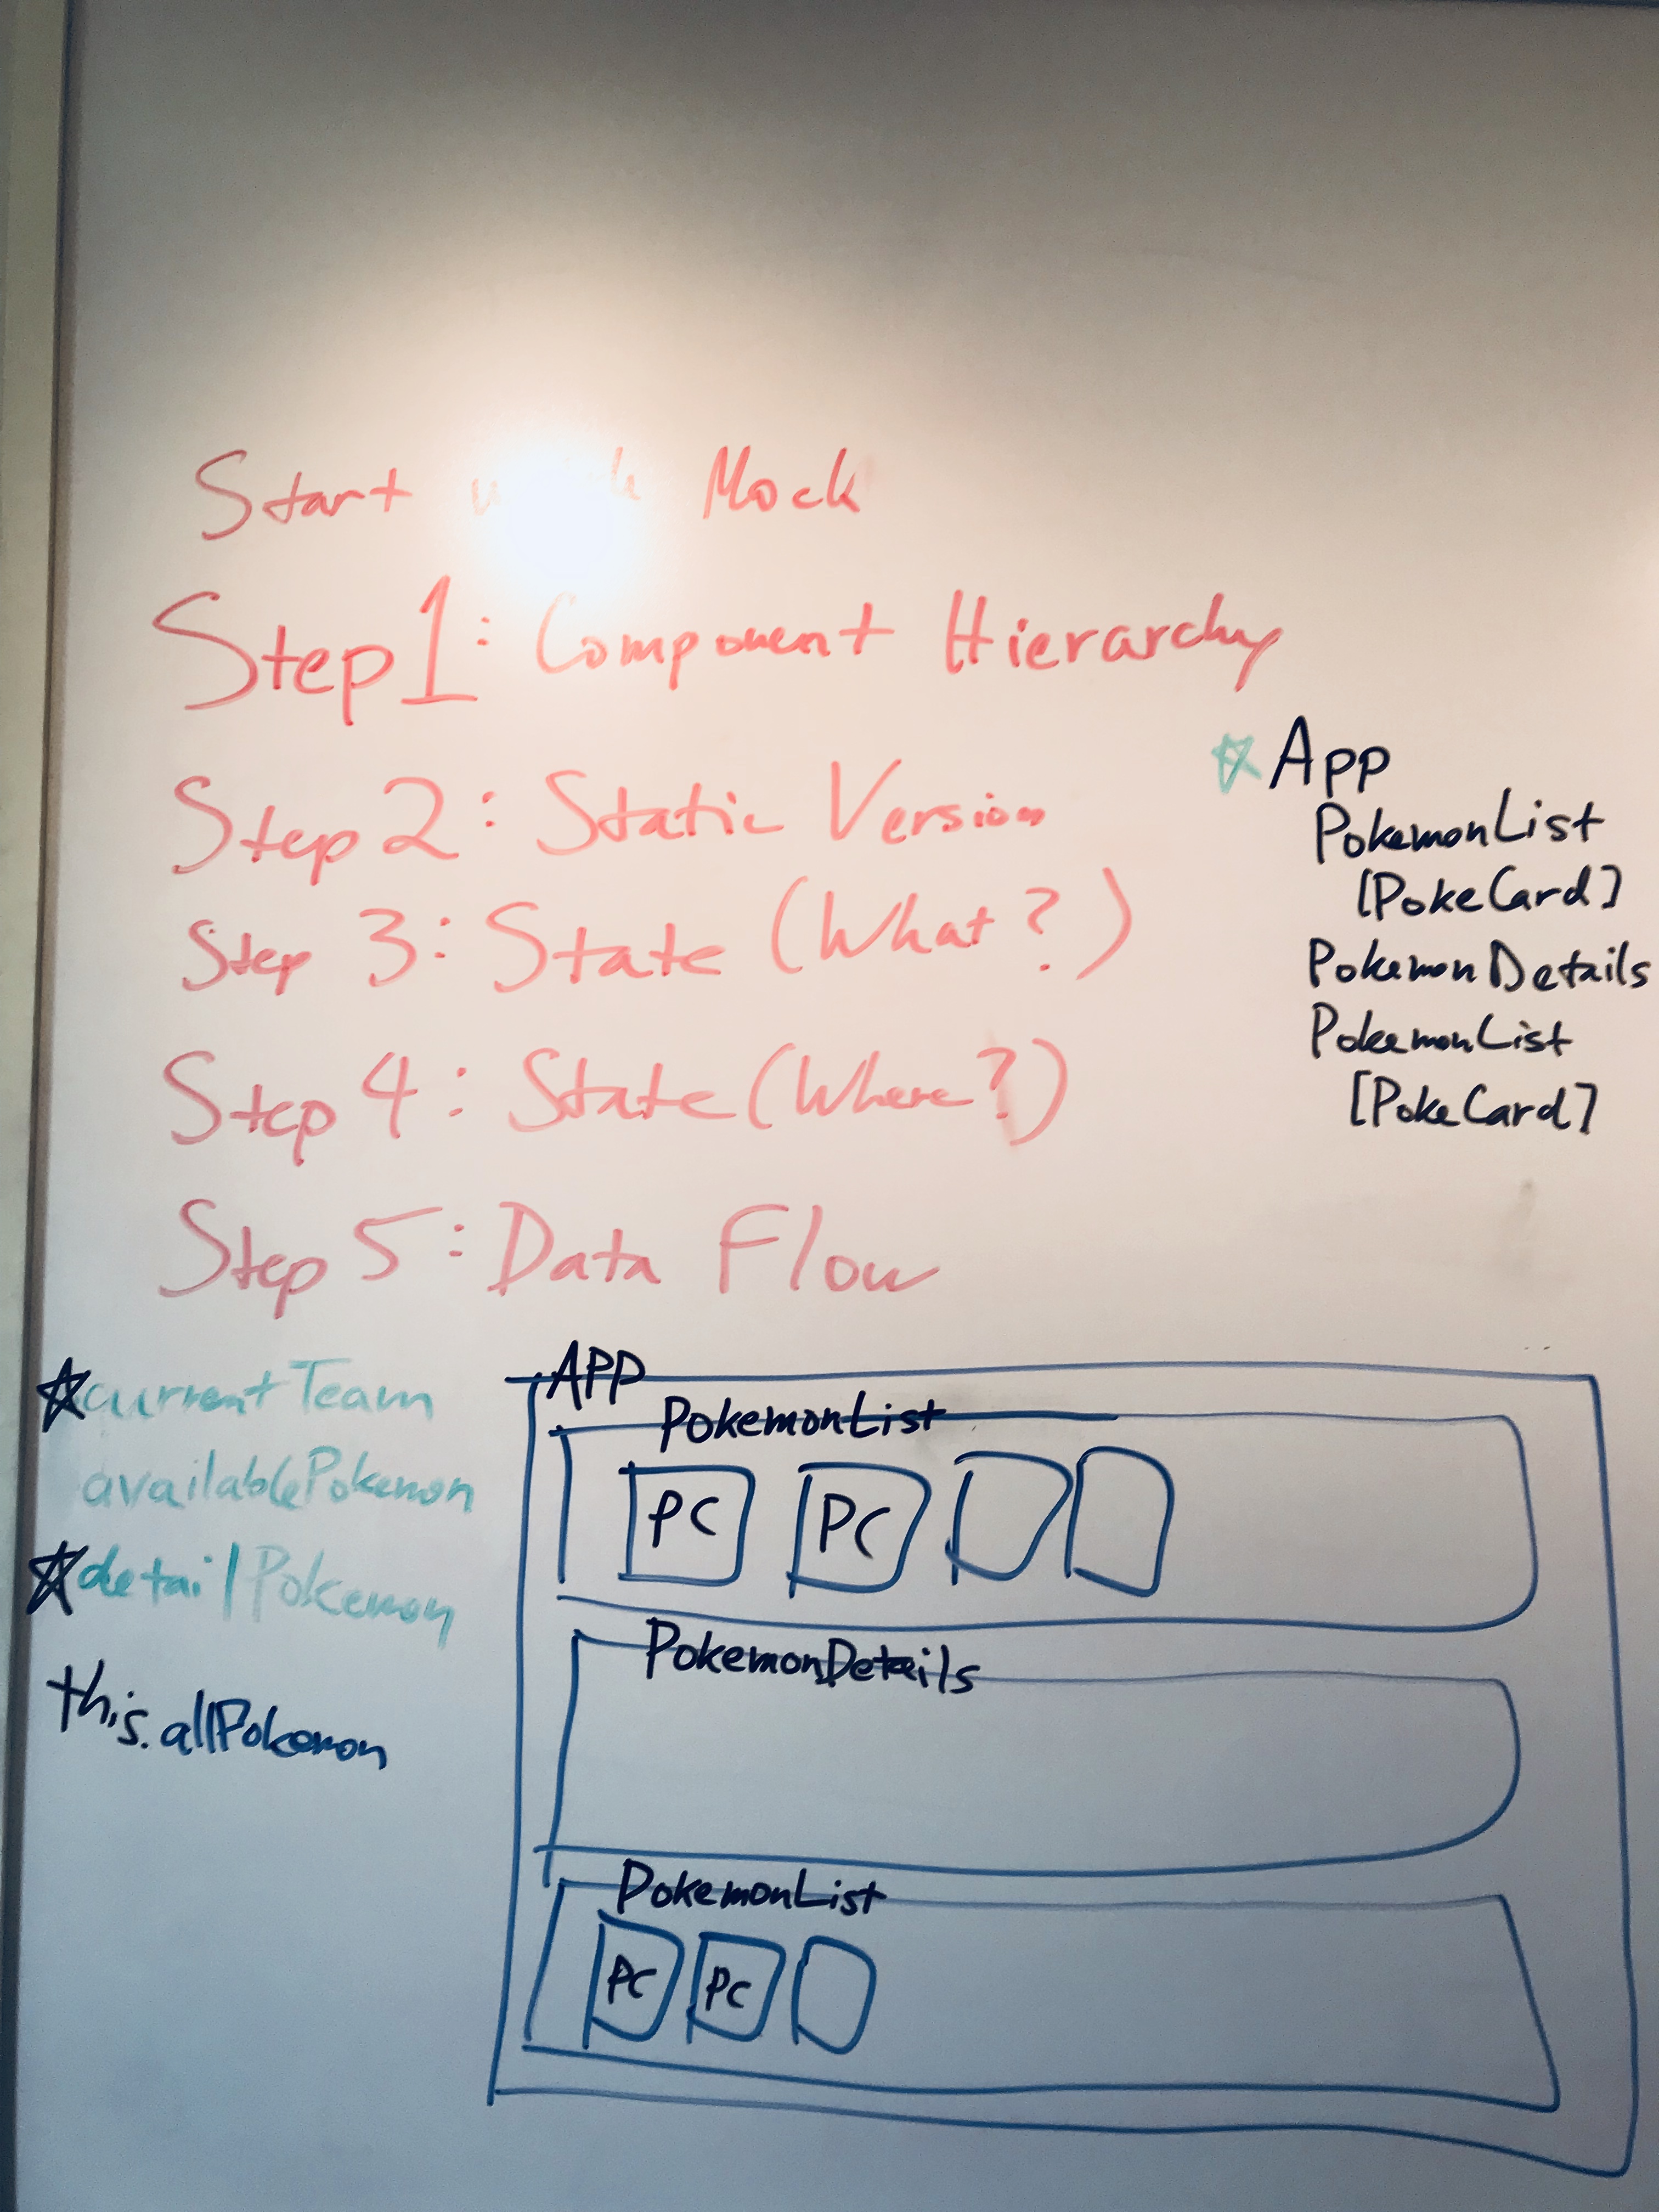 Start Mock
Step 1: Component Hierarchy
Step 2: Static Version
Step 3: State (What?)
Step 4: State (Where?)
Step 5: Data Flow
App
PokemonList
[PokeCard]
PokemonDetails
PokemonList
[PokeCard]
currentTeam
availablePokemon
detailPokemon
this.allPokemon
APP
PokemonList
PC PC
PokemonDetails
PokemonList
PC PC